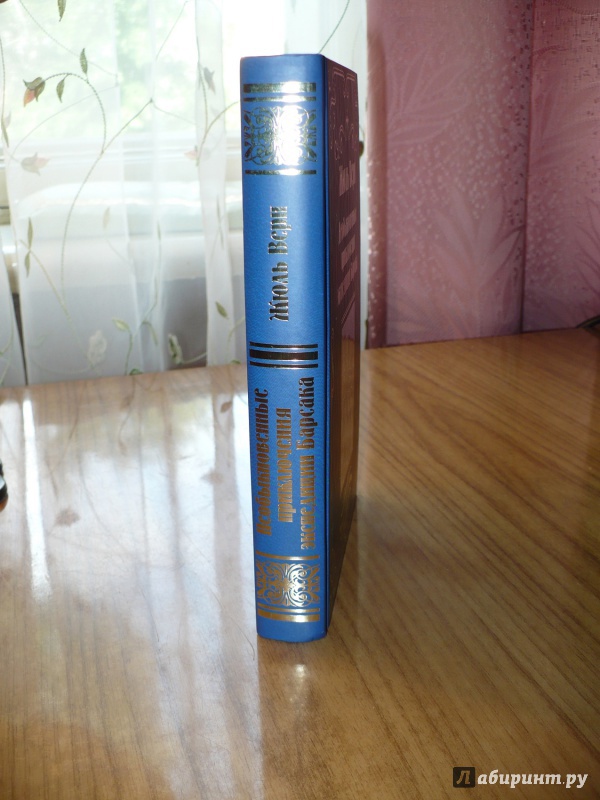 Жюль Верн
Необыкновенные
приключения
экспедиции Барсака
Лабиринт.ру